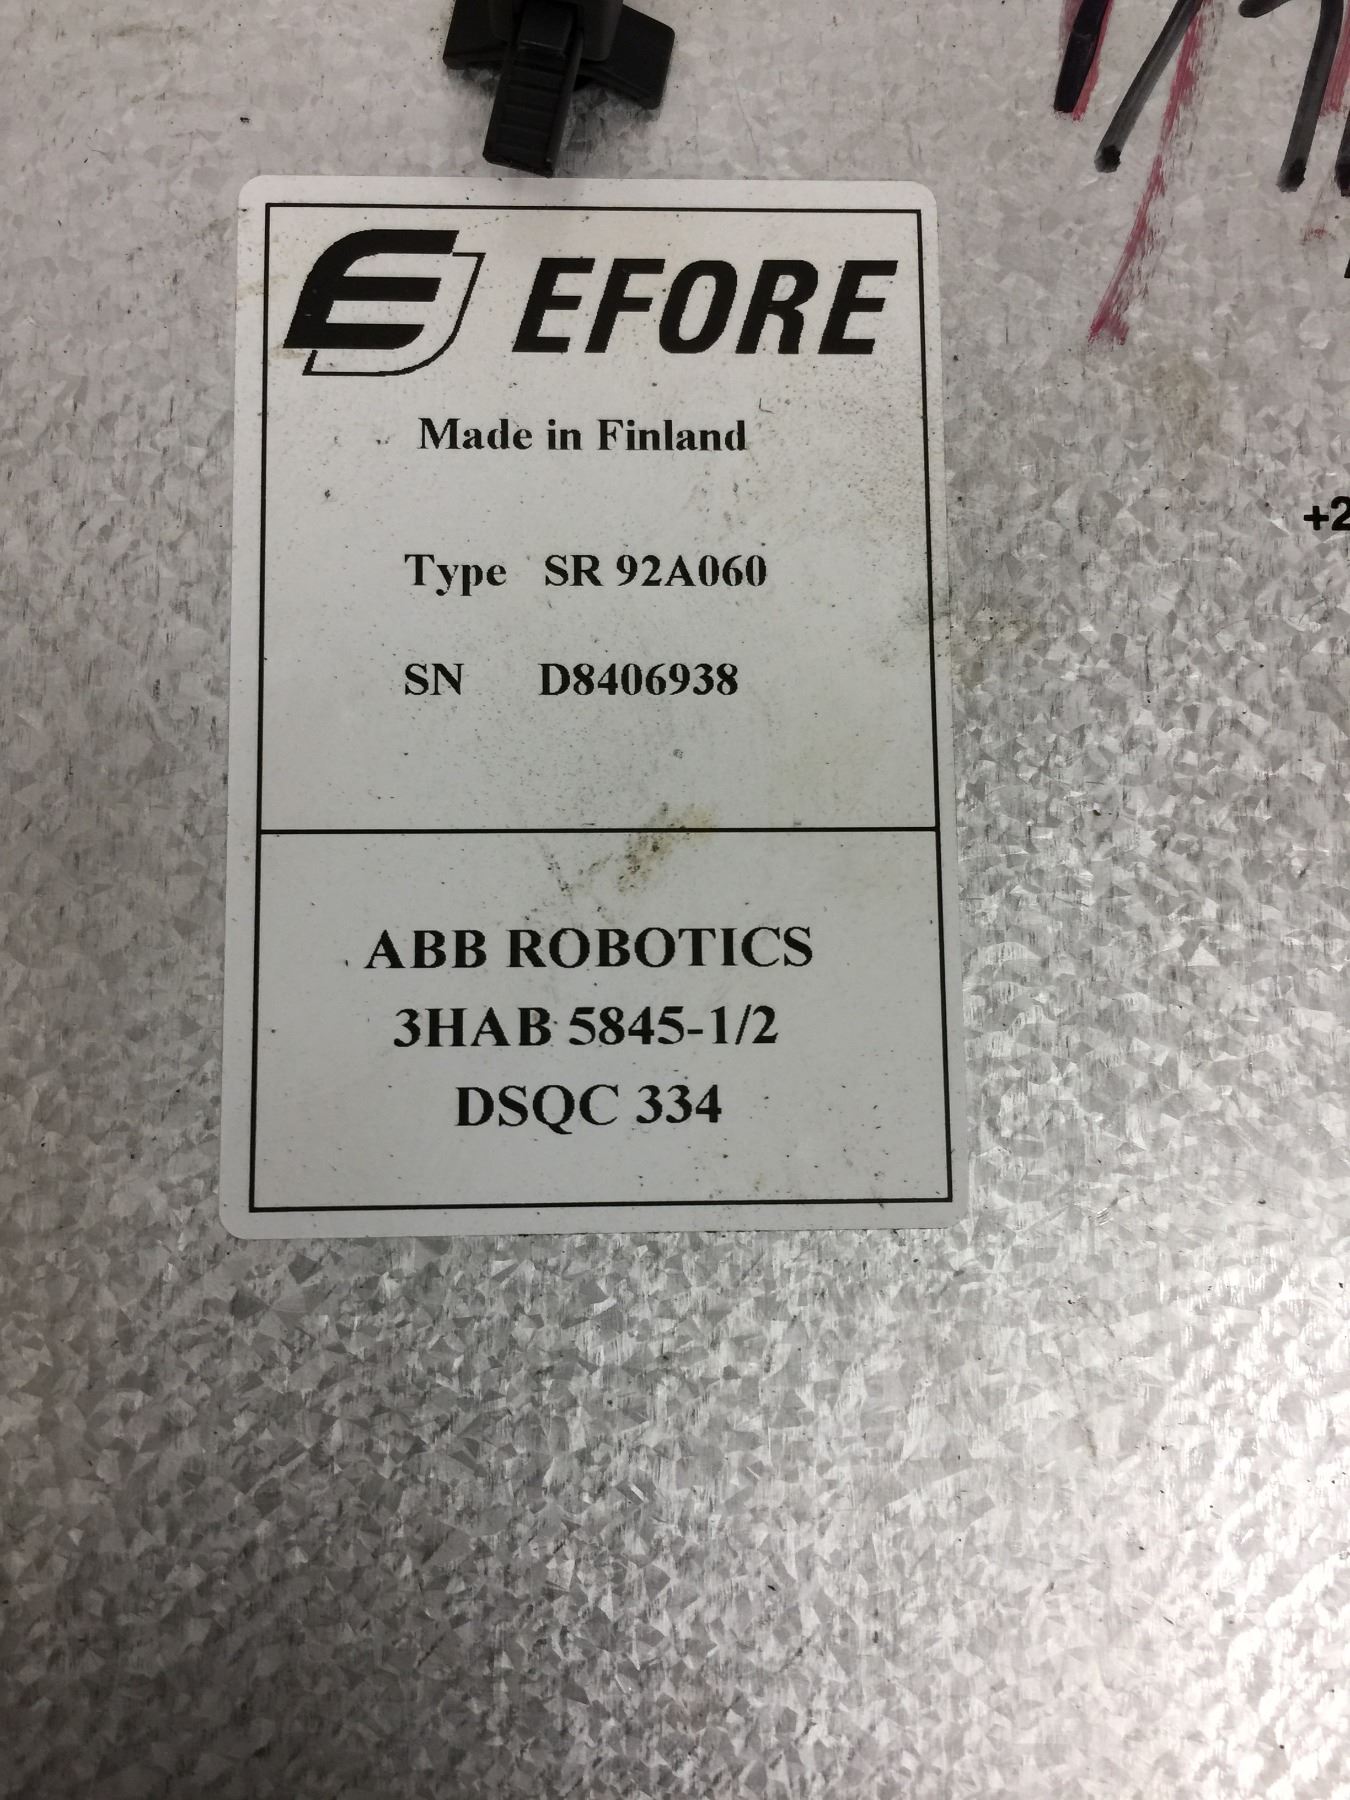 EFORE
Made in Finland
Type SR 92A060
SN D8406938
ABB ROBOTICS
3HAB 5845-1/2
DSQC 334